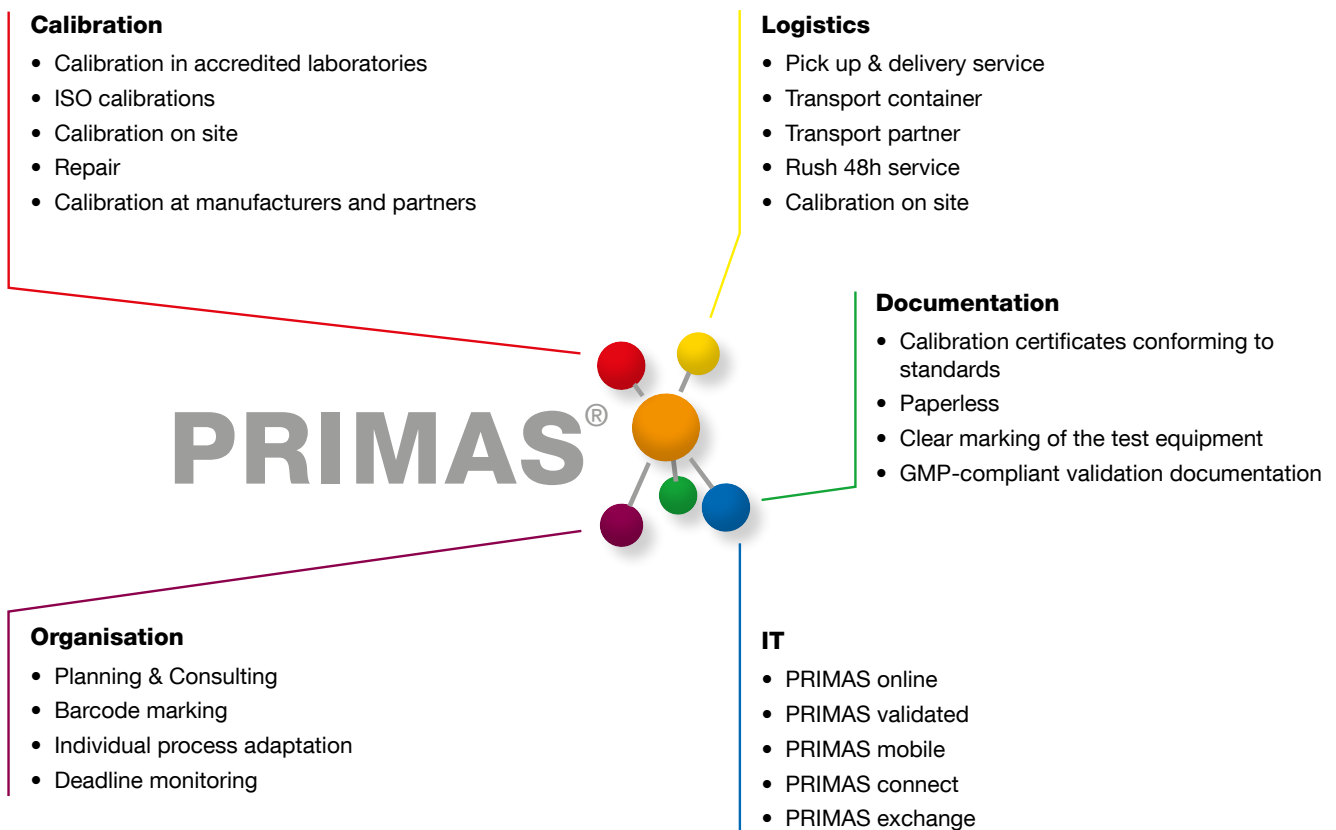 Calibration
• Calibration in accredited laboratories
• ISO calibrations
• Calibration on site
• Repair
• Calibration at manufacturers and partners
Logistics
• Pick up & delivery service
• Transport container
• Transport partner
• Rush 48h service
• Calibration on site
Documentation
• Calibration certificates conforming to
standards
• Paperless
• Clear marking of the test equipment
• GMP-compliant validation documentation
PRIMAS®
Organisation
• Planning & Consulting
• Barcode marking
• Individual process adaptation
• Deadline monitoring
IT
• PRIMAS online
• PRIMAS validated
• PRIMAS mobile
• PRIMAS connect
• PRIMAS exchange